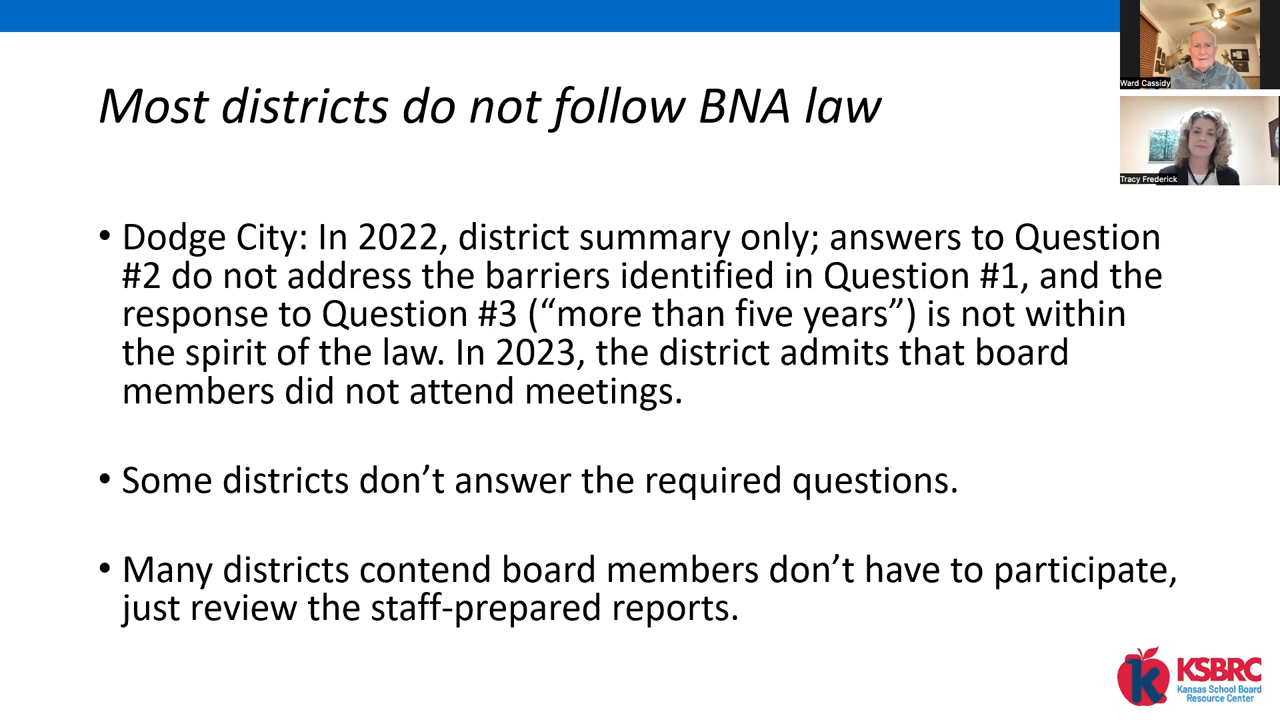 Most districts do not follow BNA law
Ward Cassidy
Tracy Frederick
• Dodge City: In 2022, district summary only; answers to Question
#2 do not address the barriers identified in Question #1, and the
response to Question #3 (“more than five years”) is not within
the spirit of the law. In 2023, the district admits that board
members did not attend meetings.
• Some districts don’t answer the required questions.
• Many districts contend board members don’t have to participate,
just review the staff-prepared reports.
k
KSBRC
Kansas School Board
Resource Center